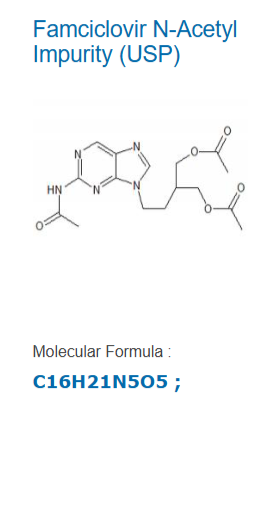 Famciclovir N-Acetyl
Impurity (USP)
O
O
N
N
O
HN
N
N
O
O
O
Molecular Formula :
C16H21N5O5 ;